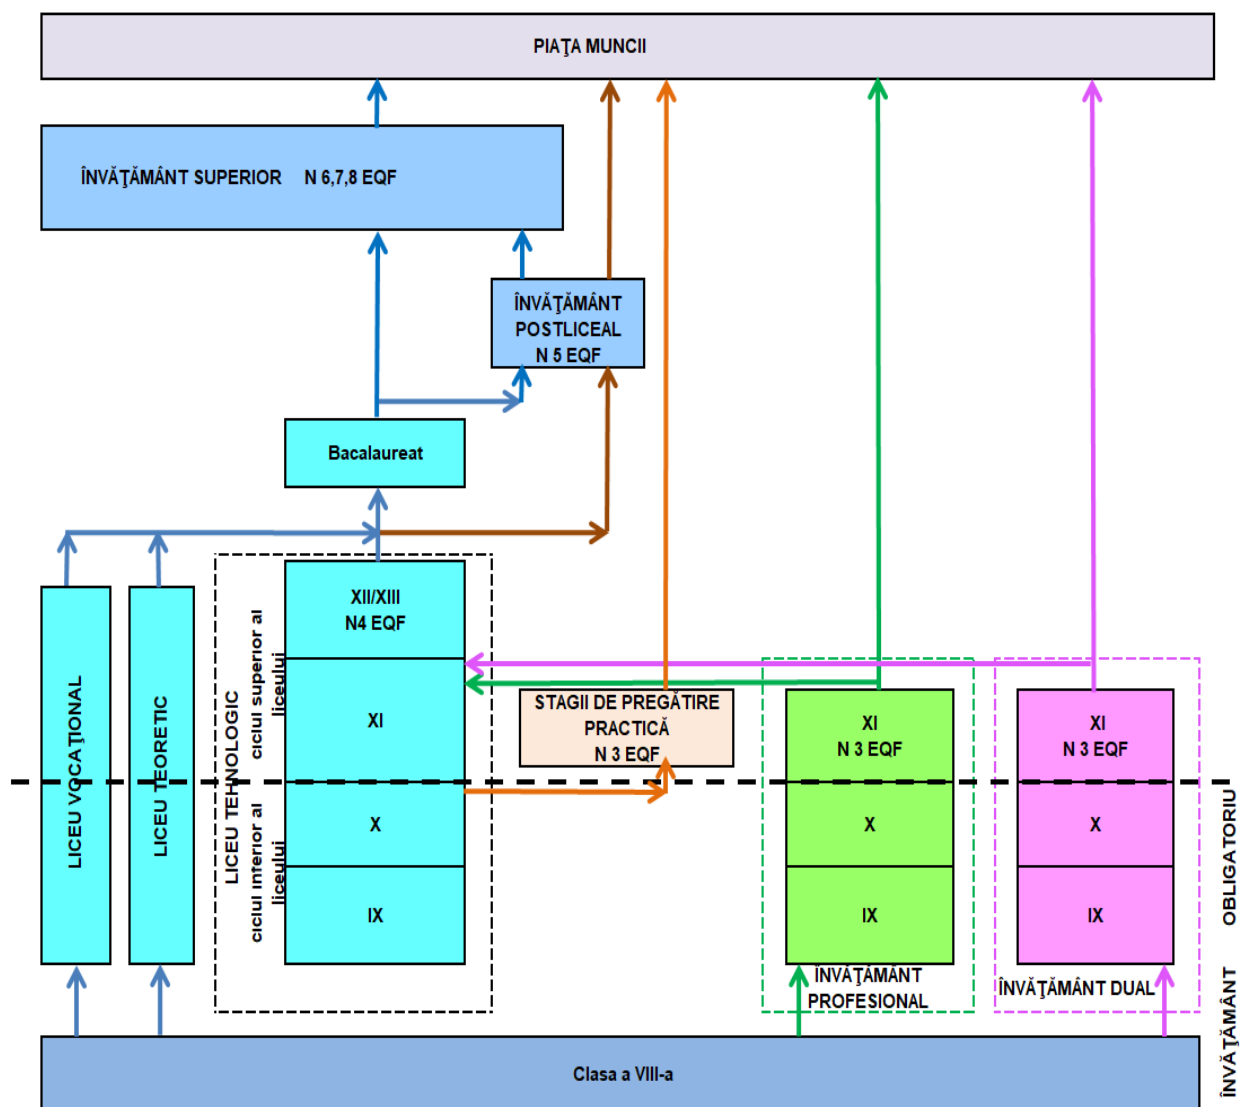 PIAŢA MUNCII
ÎNVĂŢĂMÂNT SUPERIOR N 6,7,8 EQF
ÎNVĂŢĂMÂNT
POSTLICEAL
N 5 EQF
Bacalaureat
LICEU VOCAŢIONAL
LICEU TEORETIC
LICEU TEHNOLOGIC
ciclul superior al
liceului
ciclul inferior al
liceului
XII/XIII
N4 EQF
XI
X
IX
STAGII DE PREGĂTIRE
PRACTICĂ
N 3 EQF
XI
N 3 EQF
X
IX
ÎNVĂŢĂMÂNT
PROFESIONAL
XI
N 3 EQF
X
IX
ÎNVĂŢĂMÂNT DUAL
ÎNVĂŢĂMÂNT OBLIGATORIU
Clasa a VIII-a